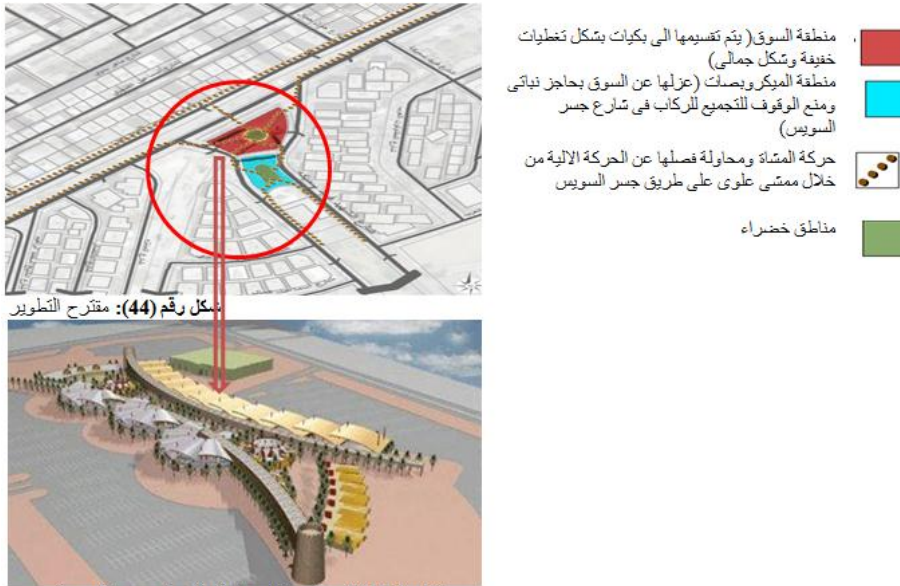 منطقة السوق( يتم تقسيمها الى بكيات بشكل تغطيات
خفيفة وشكل جمالى)
منطقة الميكروبصات (عزلها عن السوق بحاجز نباتى
ومنع الوقوف للتجميع للركاب فى شارع جسر
السويس)
حركة المشاة ومحاولة فصلها عن الحركة الالية من
خلال ممشى علوى على طريق جسر السويس
مناطق خضراء
شكل رقم (44): مقترح التطوير